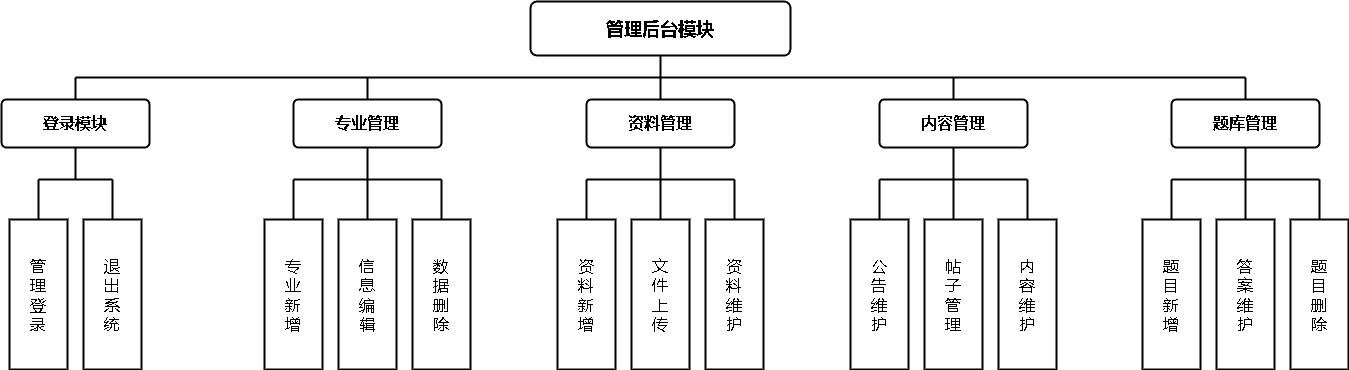 管理后台模块
登录模块
专业管理
资料管理
内容管理
题库管理
管理登录
退出系统
专业新增
信息编辑
数据删除
资料新增
文件上传
资料维护
公告维护
帖子管理
内容维护
题目新增
答案维护
题目删除